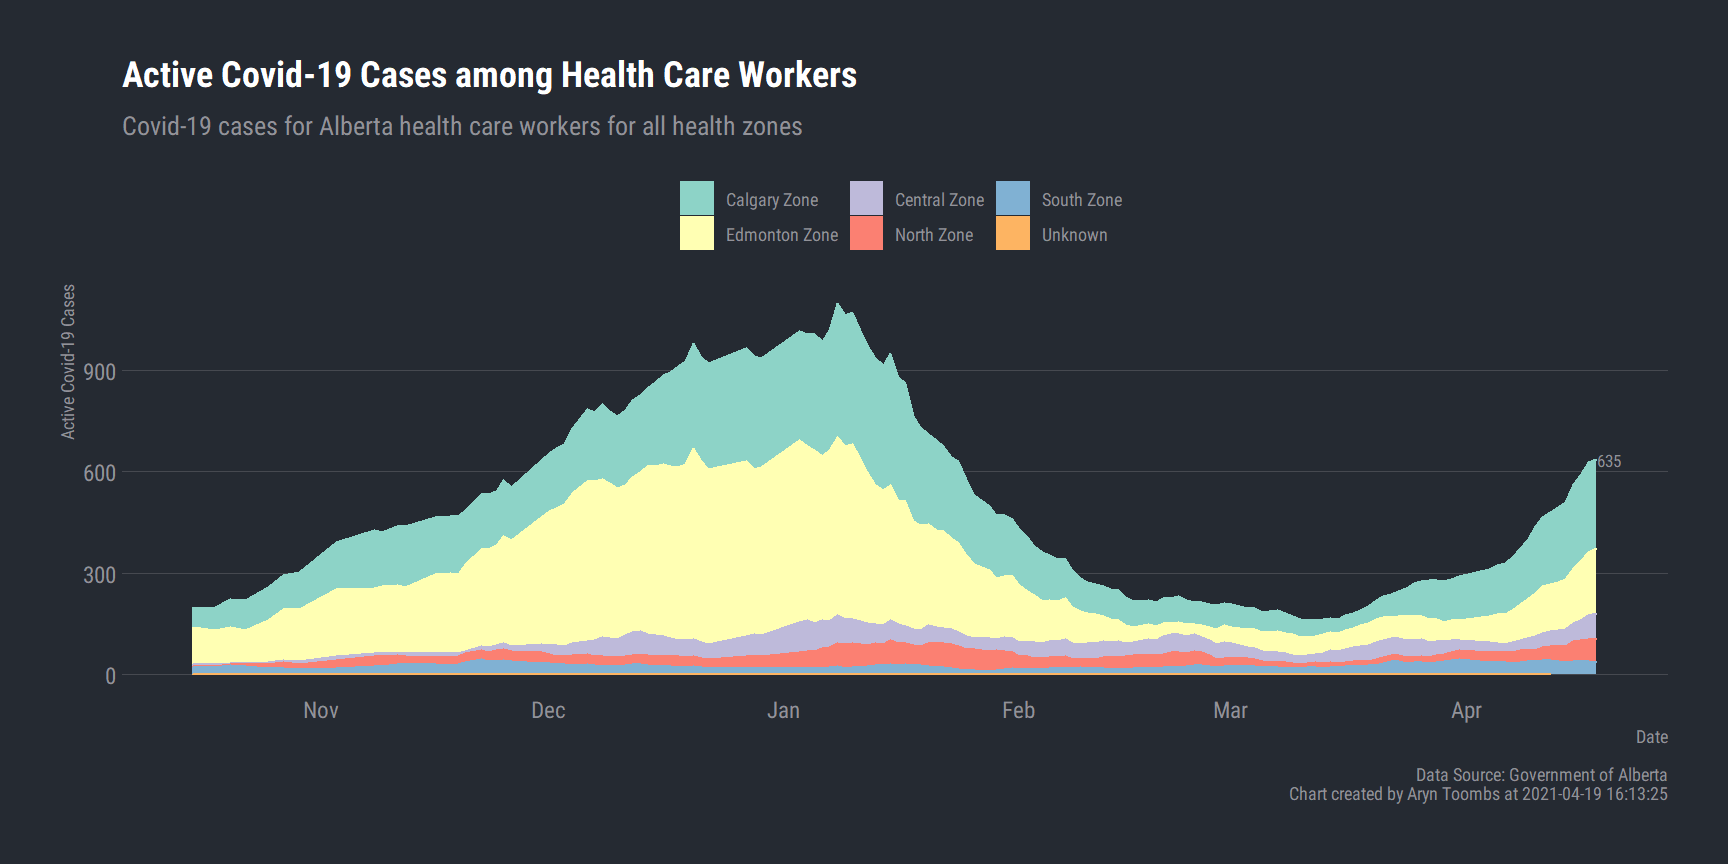 Active Covid-19 Cases among Health Care Workers
Covid-19 cases for Alberta health care workers for all health zones
Calgary Zone
Central Zone
South Zone
Edmonton Zone
North Zone
Unknown
Active Covid-19 Cases
900
600
300
0
635
Nov
Dec
Jan
Feb
Mar
Apr
Date
Data Source: Government of Alberta
Chart created by Aryn Toombs at 2021-04-19 16:13:25